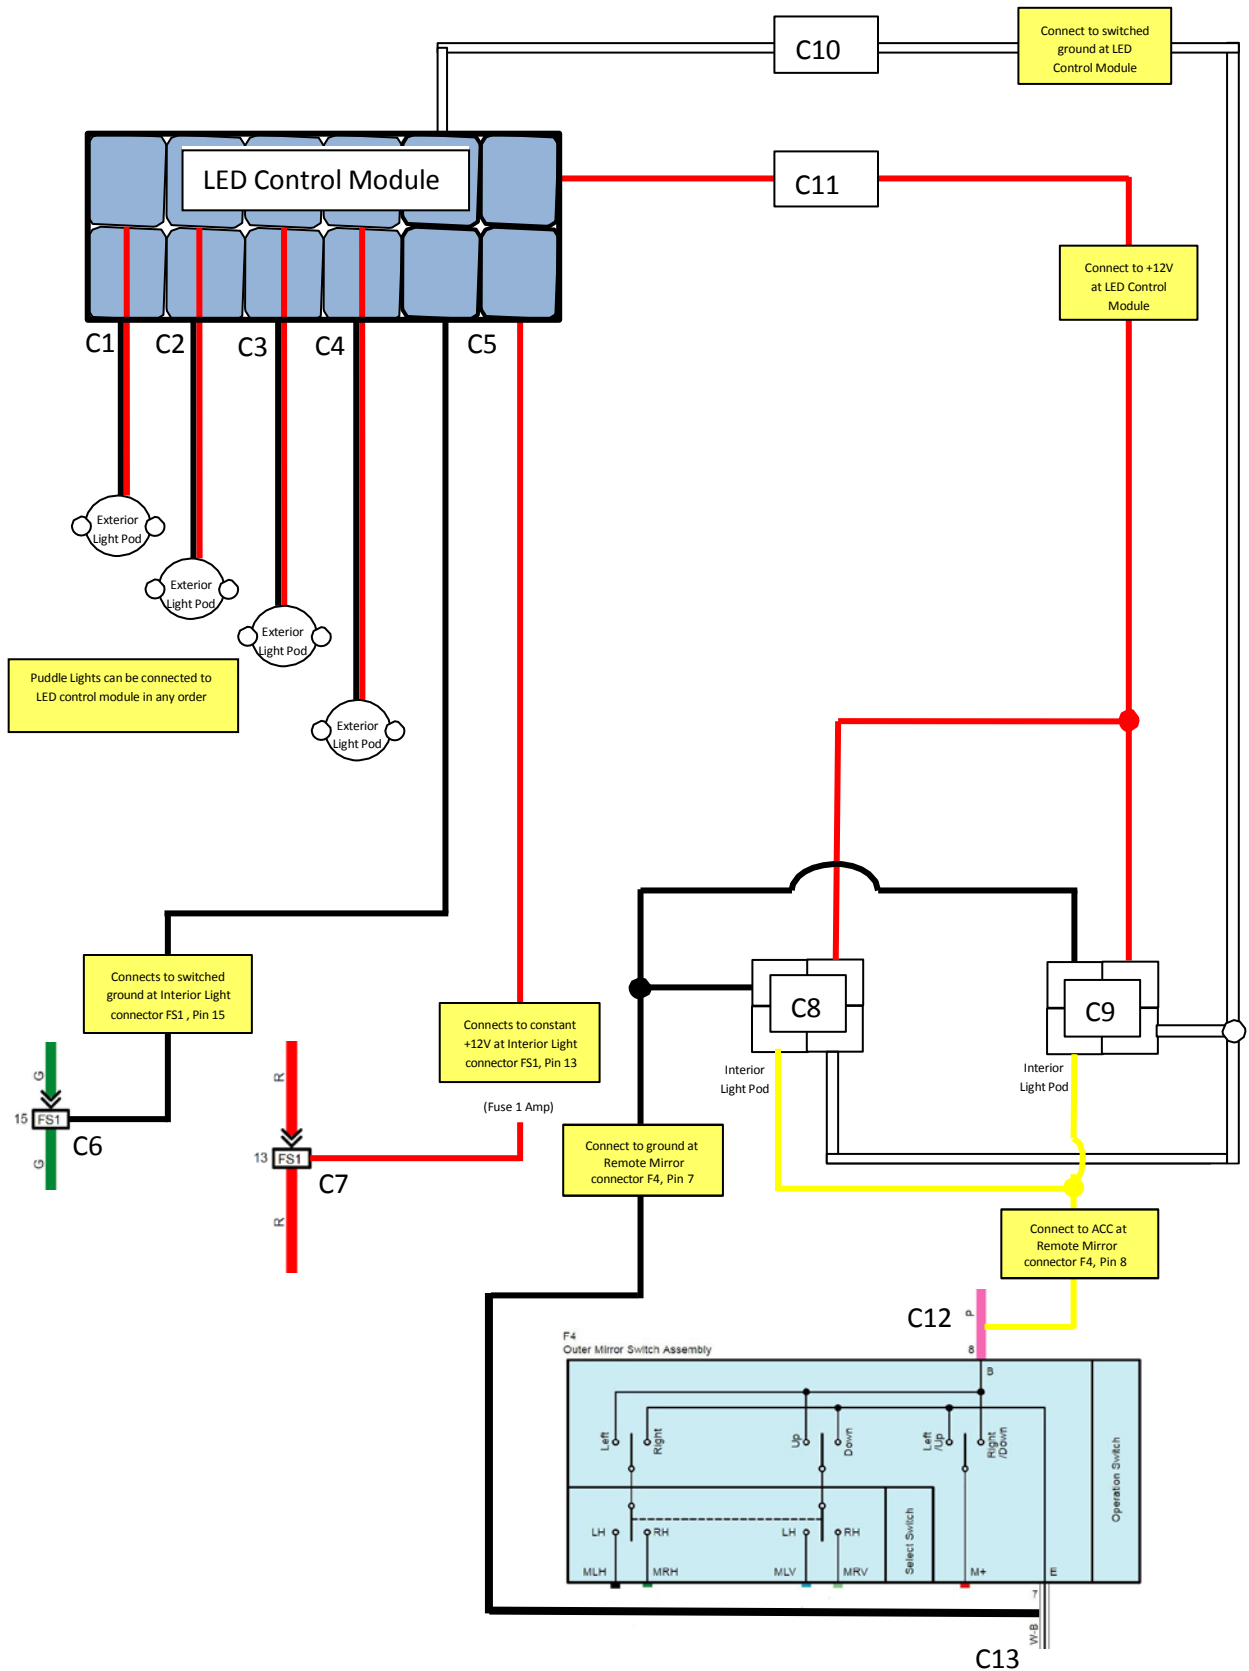 C10
Connect to switched
ground at LED
Control Module
LED Control Module
C11
Connect to +12V
at LED Control
Module
C1
C2
C3
C4
C5
Exterior
Light Pod
Exterior
Light Pod
Exterior
Light Pod
Exterior
Light Pod
Puddle Lights can be connected to
LED control module in any order
Connects to switched
ground at Interior Light
connector FS1 , Pin 15
Connects to constant
+12V at Interior Light
connector FS1, Pin 13
(Fuse 1 Amp)
C8
C9
Interior
Light Pod
Interior
Light Pod
G
15 FS1
C6
G
R
13 FS1
C7
R
Connect to ground at
Remote Mirror
connector F4, Pin 7
Connect to ACC at
Remote Mirror
connector F4, Pin 8
C12
P
8
F4
Outer Mirror Switch Assembly
B
Left
Right
Up
Down
Left
/Up
Right
/Down
Operation Switch
LH
RH
LH
RH
Select Switch
MLH
MRH
MLV
MRV
M+
E
7
W-B
C13